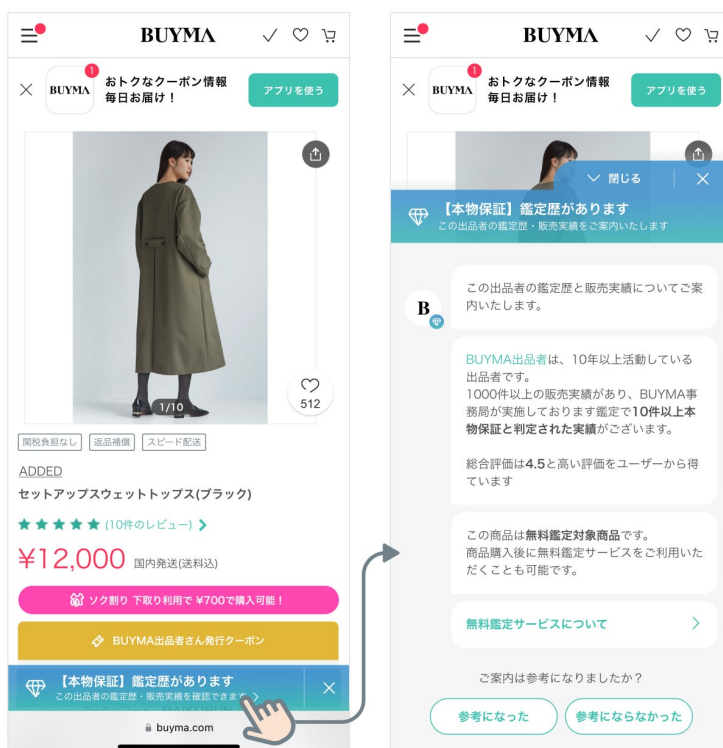 BUYMA
1
BUYMA
おトクなクーポン情報
毎日お届け！
アプリを使う
1/10
512
関税負担なし
返品補償
スピード配送
ADDED
セットアップスウェットトップス(ブラック)
(10件のレビュー)
¥12,000 国内発送(送料込)
ソク割り 下取り利用で ¥700で購入可能！
BUYMA出品者さん発行クーポン
【本物保証】鑑定歴があります
この出品者の鑑定歴・販売実績を確認できます
buyma.com
BUYMA
1
BUYMA
おトクなクーポン情報
毎日お届け！
アプリを使う
閉じる
【本物保証】鑑定歴があります
この出品者の鑑定歴・販売実績をご案内いたします
B
この出品者の鑑定歴と販売実績についてご案
内いたします。
BUYMA出品者は、10年以上活動している
出品者です。
1000件以上の販売実績があり、BUYMA事
務局が実施しております鑑定で10件以上本
物保証と判定された実績がございます。
総合評価は4.5と高い評価をユーザーから得
ています
この商品は無料鑑定対象商品です。
商品購入後に無料鑑定サービスをご利用いた
だくことも可能です。
無料鑑定サービスについて
ご案内は参考になりましたか？
参考になった
参考にならなかった